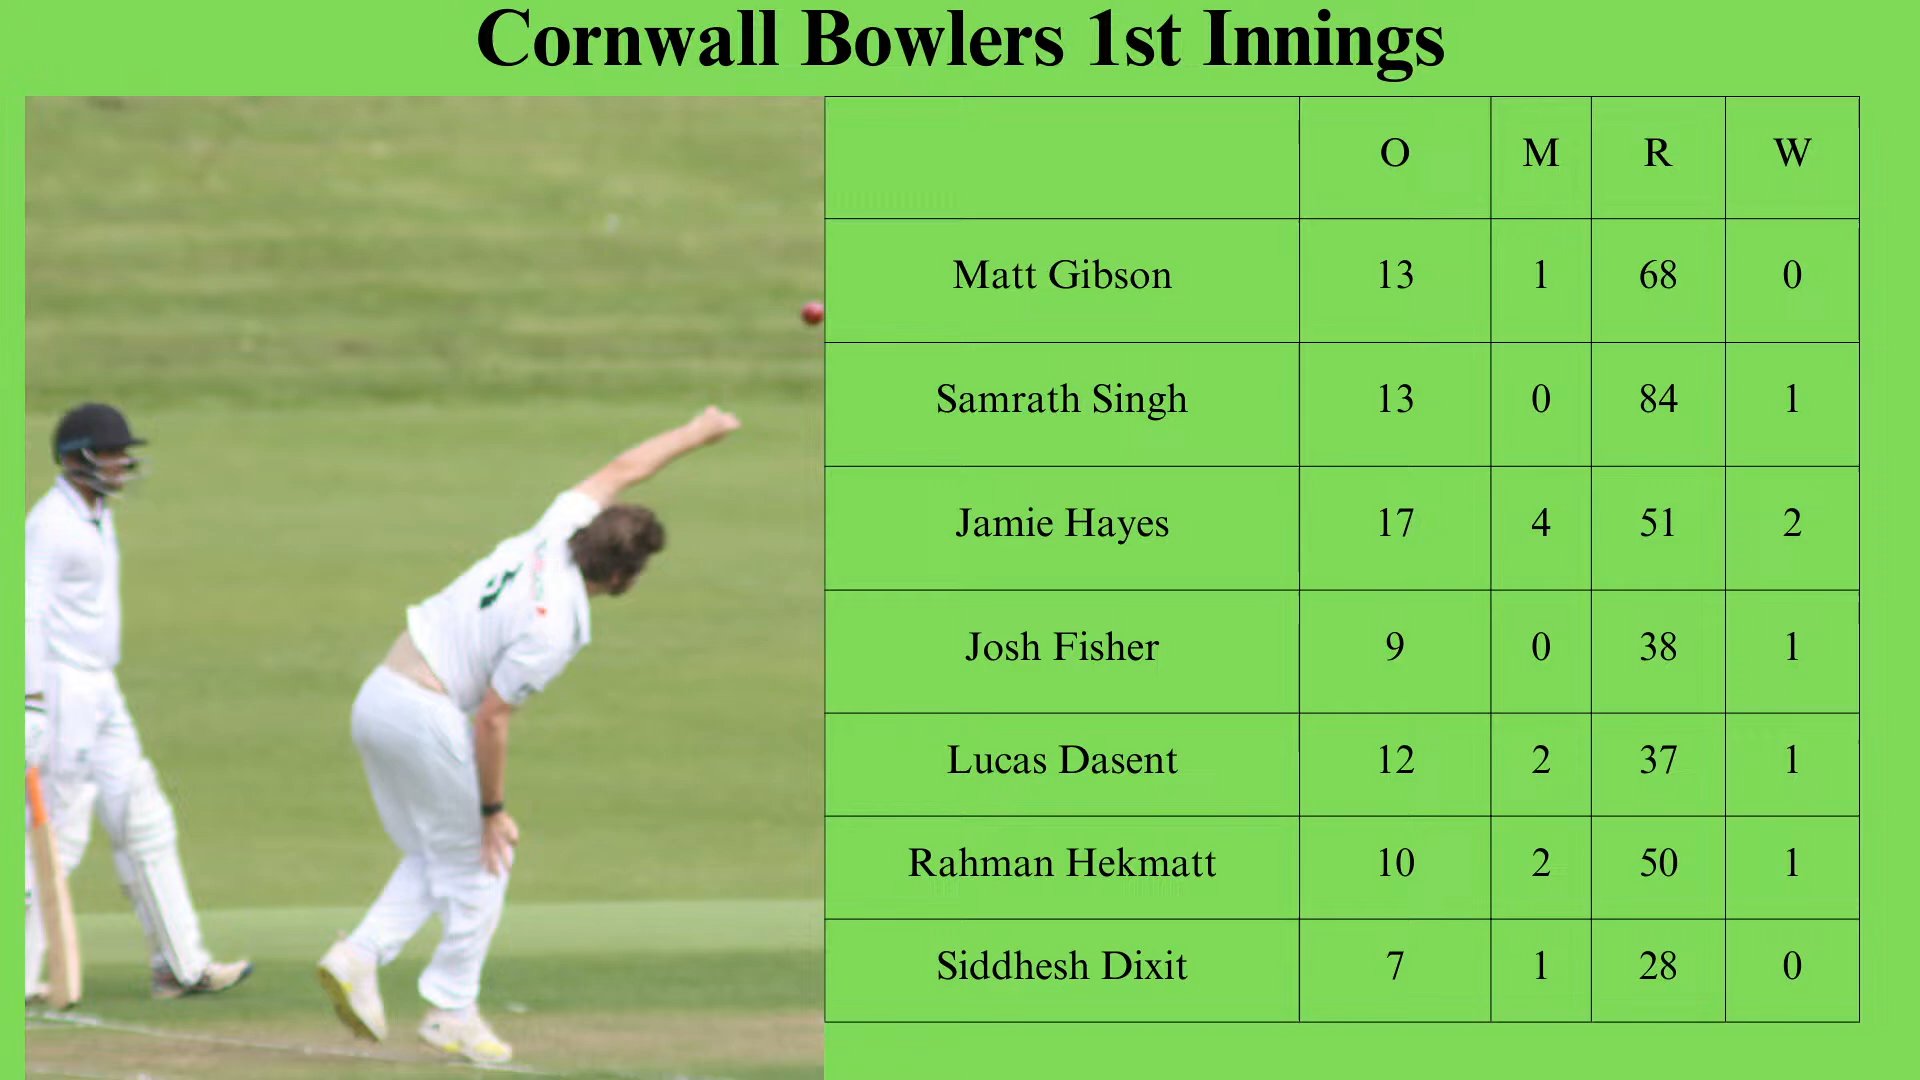 Cornwall Bowlers 1st Innings
O M R W
Matt Gibson 13 1 68 0
Samrath Singh 13 0 84 1
Jamie Hayes 17 4 51 2
Josh Fisher 9 0 38 1
Lucas Dasent 12 2 37 1
Rahman Hekmatt 10 2 50 1
Siddhesh Dixit 7 1 28 0